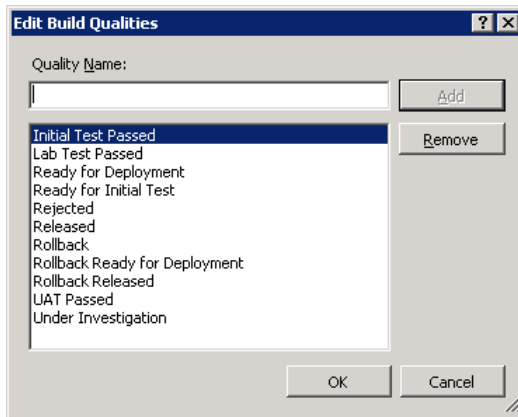 Edit Build Qualities
Quality Name:
Add
Initial Test Passed
Lab Test Passed
Ready for Deployment
Ready for Initial Test
Rejected
Released
Rollback
Rollback Ready for Deployment
Rollback Released
UAT Passed
Under Investigation
Remove
OK
Cancel